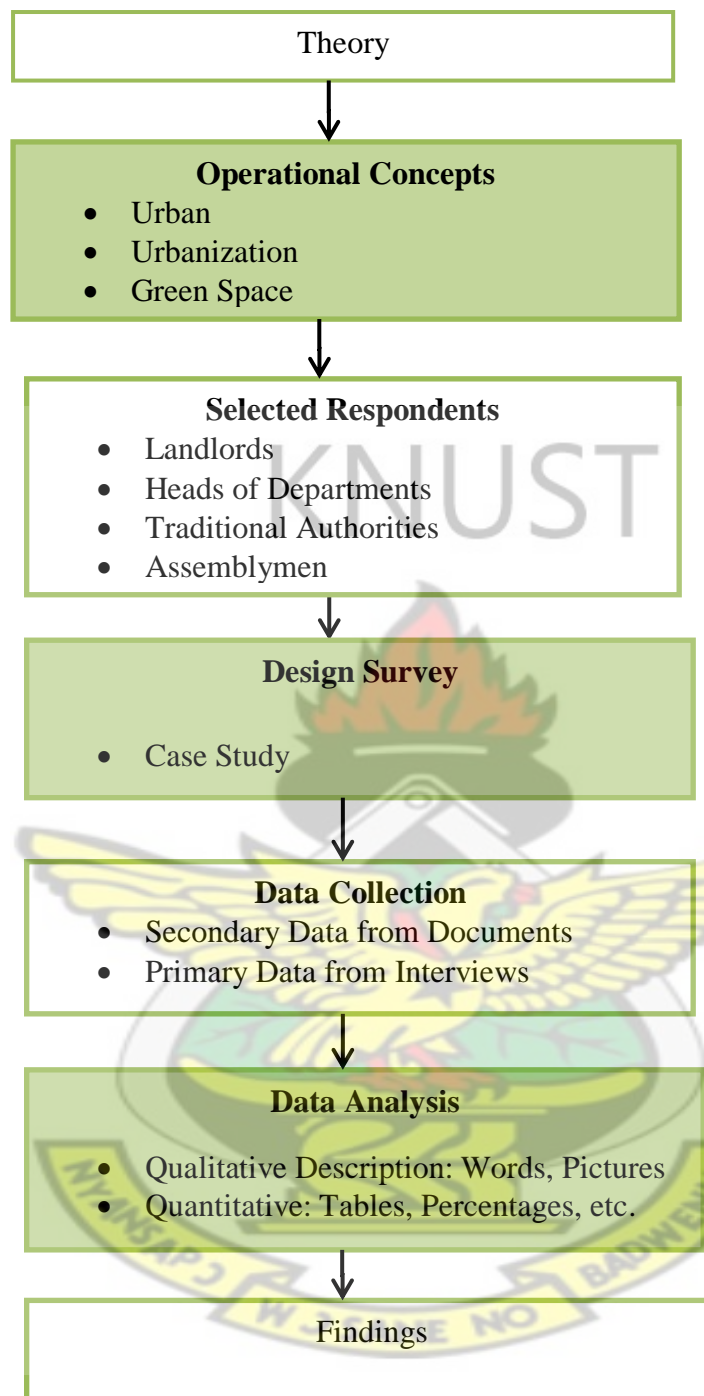 Theory
Operational Concepts
• Urban
• Urbanization
• Green Space
Selected Respondents
KNUST
• Landlords
• Heads of Departments
• Traditional Authorities
• Assemblymen
Design Survey
• Case Study
Data Collection
• Secondary Data from Documents
• Primary Data from Interviews
Data Analysis
• Qualitative Description: Words, Pictures
• Quantitative: Tables, Percentages, etc.
NYANSAPƆ W NO
Findings